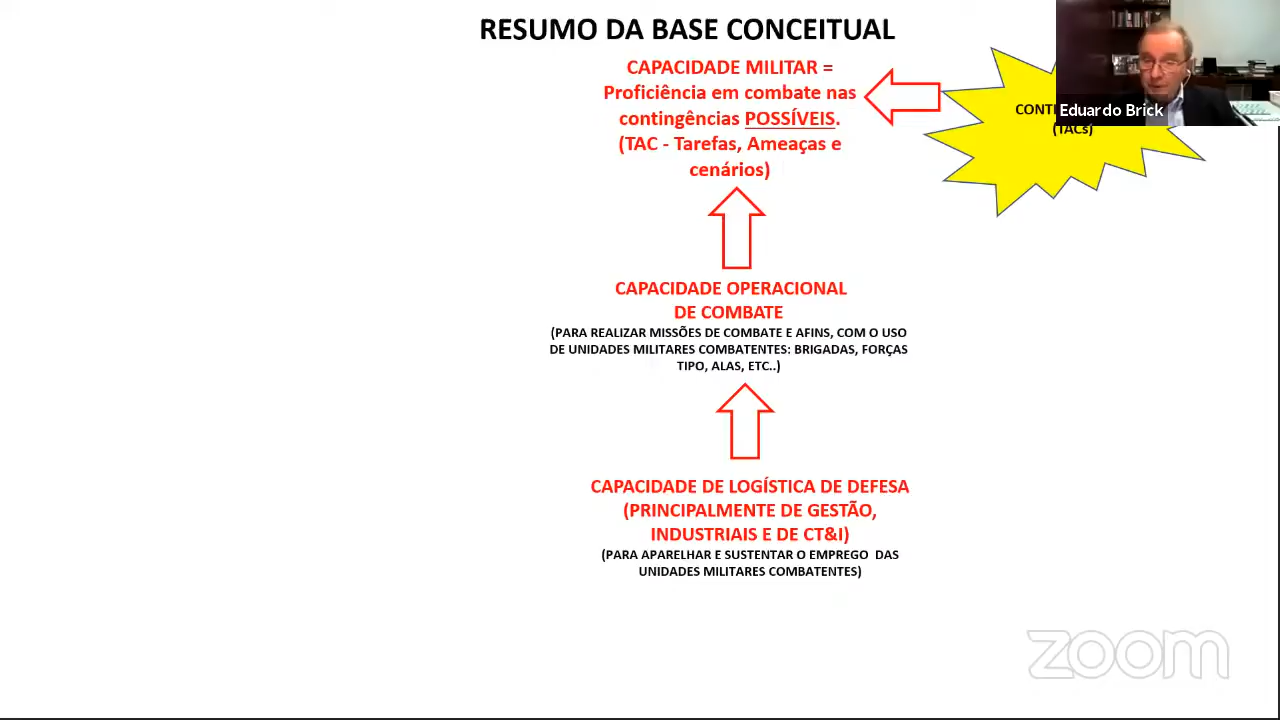 RESUMO DA BASE CONCEITUAL
CAPACIDADE MILITAR =
Proficiência em combate nas
contingências POSSÍVEIS.
(TAC - Tarefas, Ameaças e
cenários)
(TACs)
Eduardo Brick
CAPACIDADE OPERACIONAL
DE COMBATE
(PARA REALIZAR MISSÕES DE COMBATE E AFINS, COM O USO
DE UNIDADES MILITARES COMBATENTES: BRIGADAS, FORÇAS
TIPO, ALAS, ETC..)
CAPACIDADE DE LOGÍSTICA DE DEFESA
(PRINCIPALMENTE DE GESTÃO,
INDUSTRIAIS E DE CT&I)
(PARA APARELHAR E SUSTENTAR O EMPREGO DAS
UNIDADES MILITARES COMBATENTES)
zoom